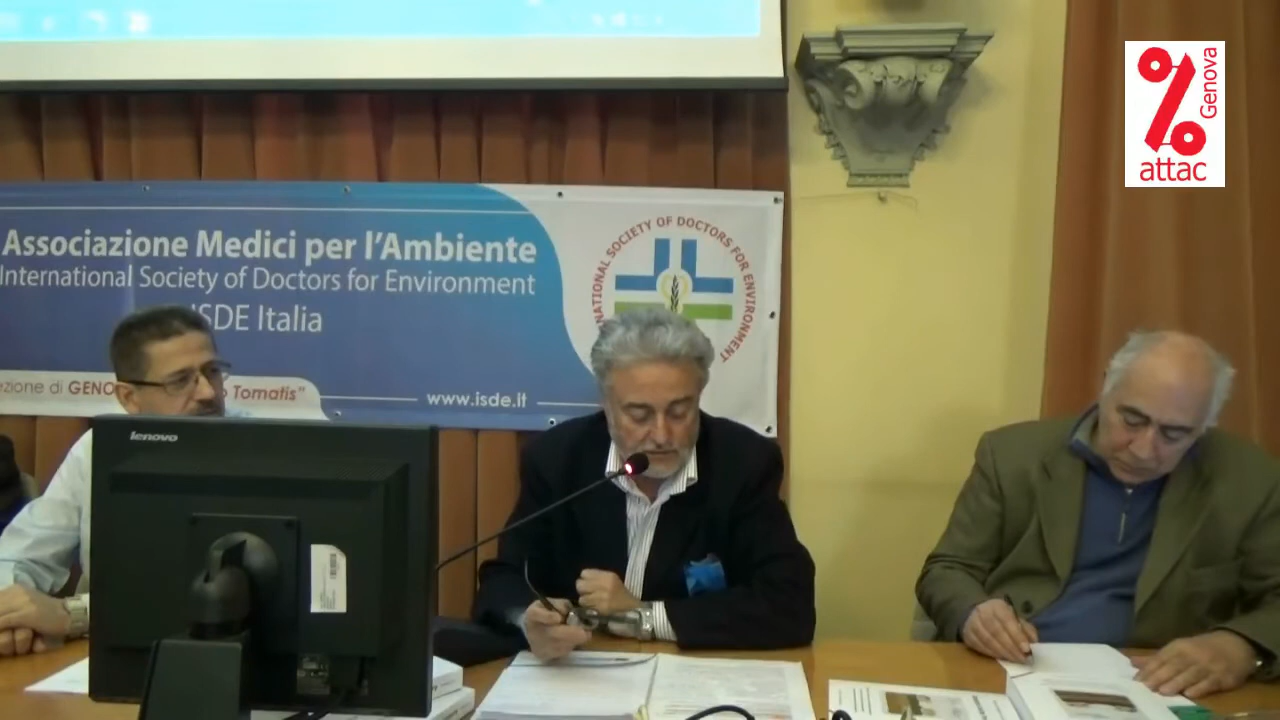 Genova
attac
Associazione Medici per l'Ambiente
International Society of Doctors for Environment
ISDE Italia
GENO
Tomatis"
www.isde.it
NATIONAL SOCIETY OF DOCTORS FOR ENVIRONMENT
lenovo